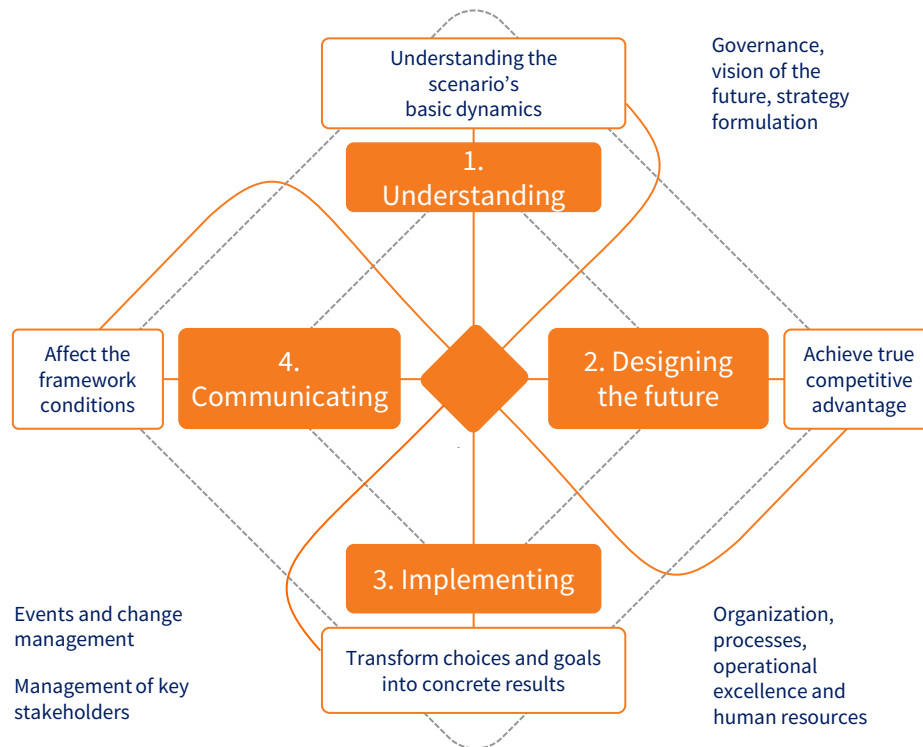 Understanding the
scenario's
basic dynamics
Governance,
vision of the
future, strategy
formulation
1.
Understanding
Affect the
framework
conditions
4.
Communicating
2. Designing
the future
Achieve true
competitive
advantage
3. Implementing
Transform choices and goals
into concrete results
Events and change
management
Management of key
stakeholders
Organization,
processes,
operational
excellence and
human resources